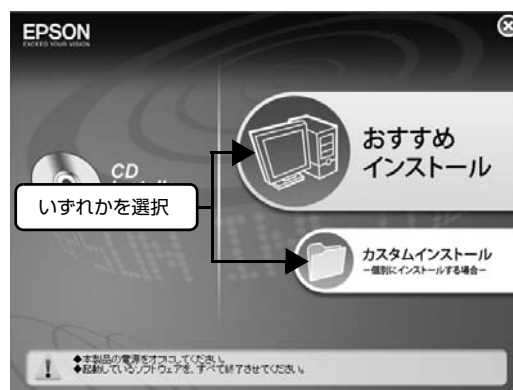 EPSON
EXCEED YOUR VISION
おすすめ
インストール
CD
いずれかを選択
カスタムインストール
－個別にインストールする場合－
◆本製品の電源をオフにしてください。
◆起動しているソフトウェアを、すべて終了させてください。